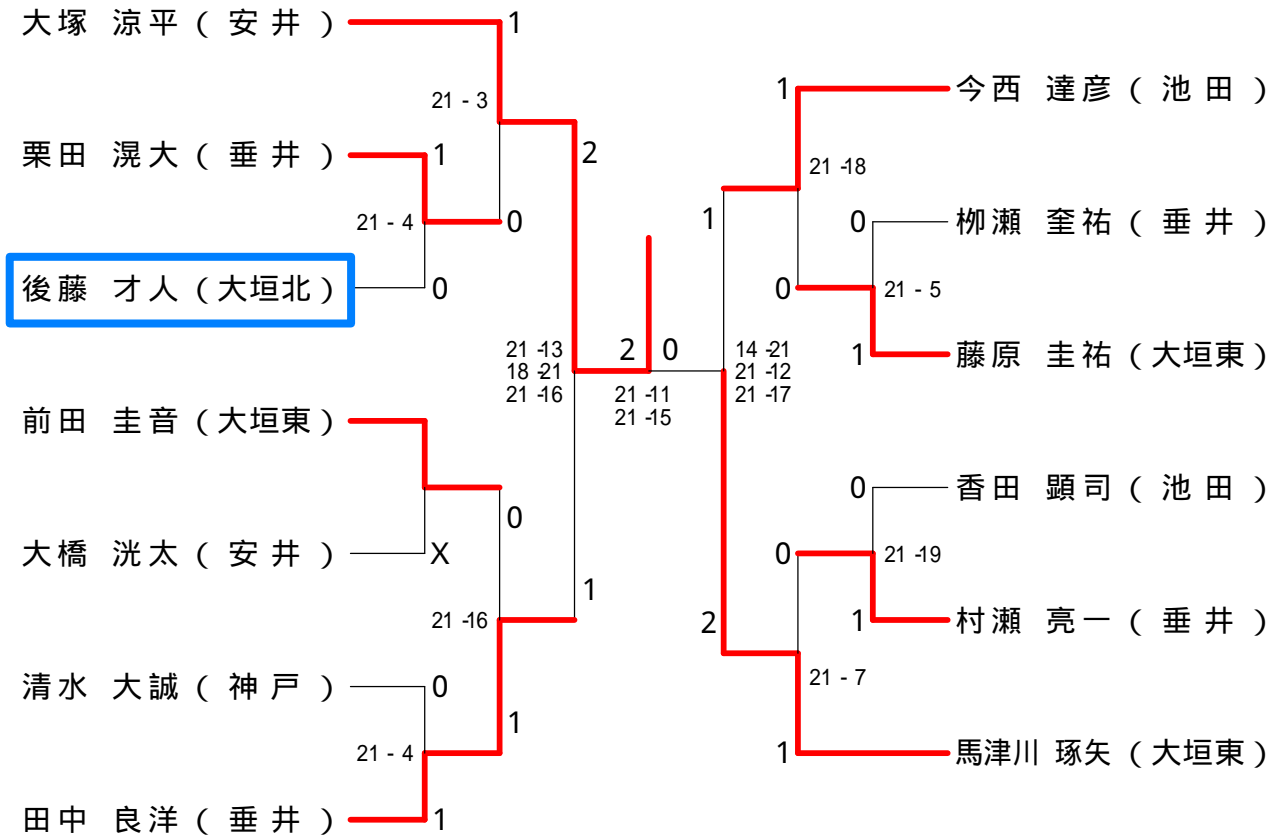 大塚 涼平 ( 安 井 )
1
21 - 3
栗田 滉大 ( 垂 井 )
1
2
21 - 4
0
後藤 才人 (大垣北)
0
前田 圭音 (大垣東)
0
大橋 洸太 ( 安 井 )
X
21 -16
1
清水 大誠 ( 神 戸 )
0
1
21 - 4
田中 良洋 ( 垂 井 )
1
21 -13
18 -21
21 -16
2
0
21 -11
21 -15
14 -21
21 -12
21 -17
1
今西 達彦 ( 池 田 )
21 -18
1
0
栁瀬 奎祐 ( 垂 井 )
0
21 - 5
1
藤原 圭祐 (大垣東)
0
香田 顕司 ( 池 田 )
0
21 -19
2
1
村瀬 亮一 ( 垂 井 )
21 - 7
1
馬津川 琢矢 (大垣東)